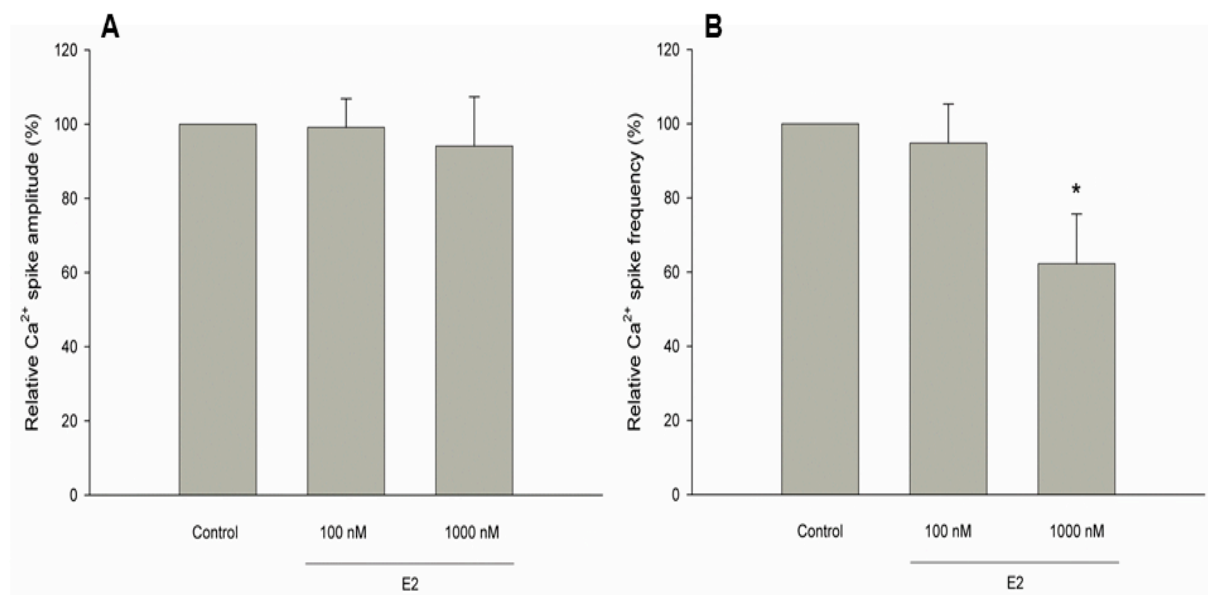 A
Relative Ca²⁺ spike amplitude (%)
120
100
80
60
40
20
0
Control 100 nM 1000 nM
E2
B
Relative Ca²⁺ spike frequency (%)
120
100
80
60
40
20
0
*
Control 100 nM 1000 nM
E2